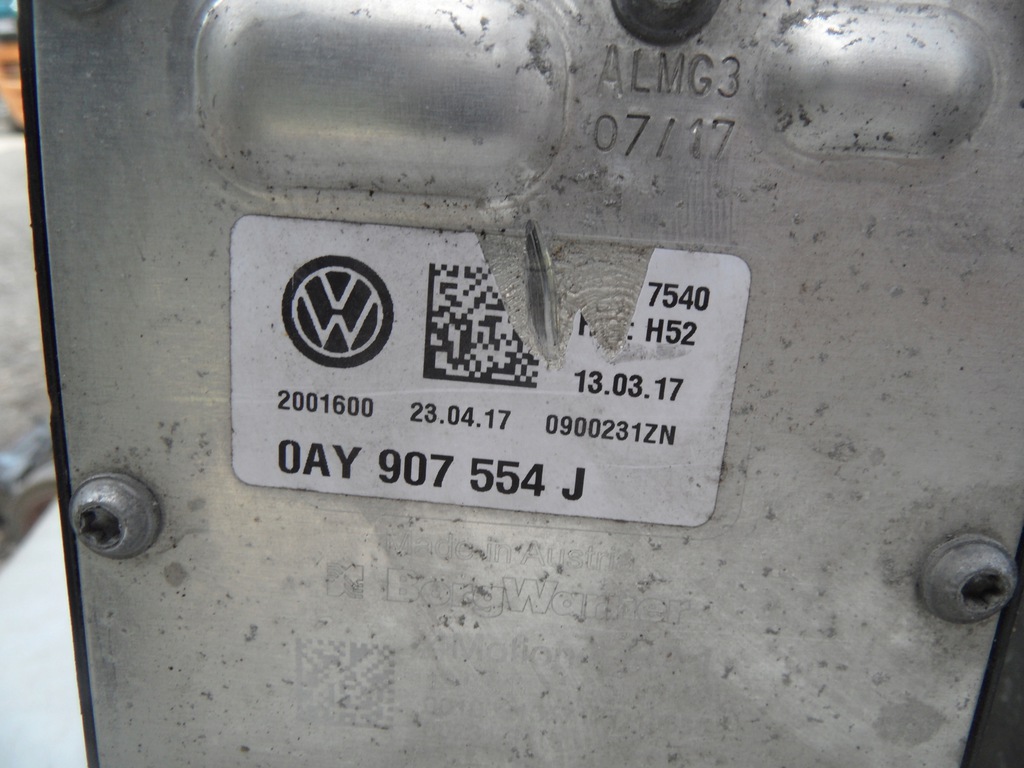 ALMG3
07/17
7540
H52
13.03.17
2001600 23.04.17 0900231ZN
0AY 907 554 J
Made in Austria
BorgWarner